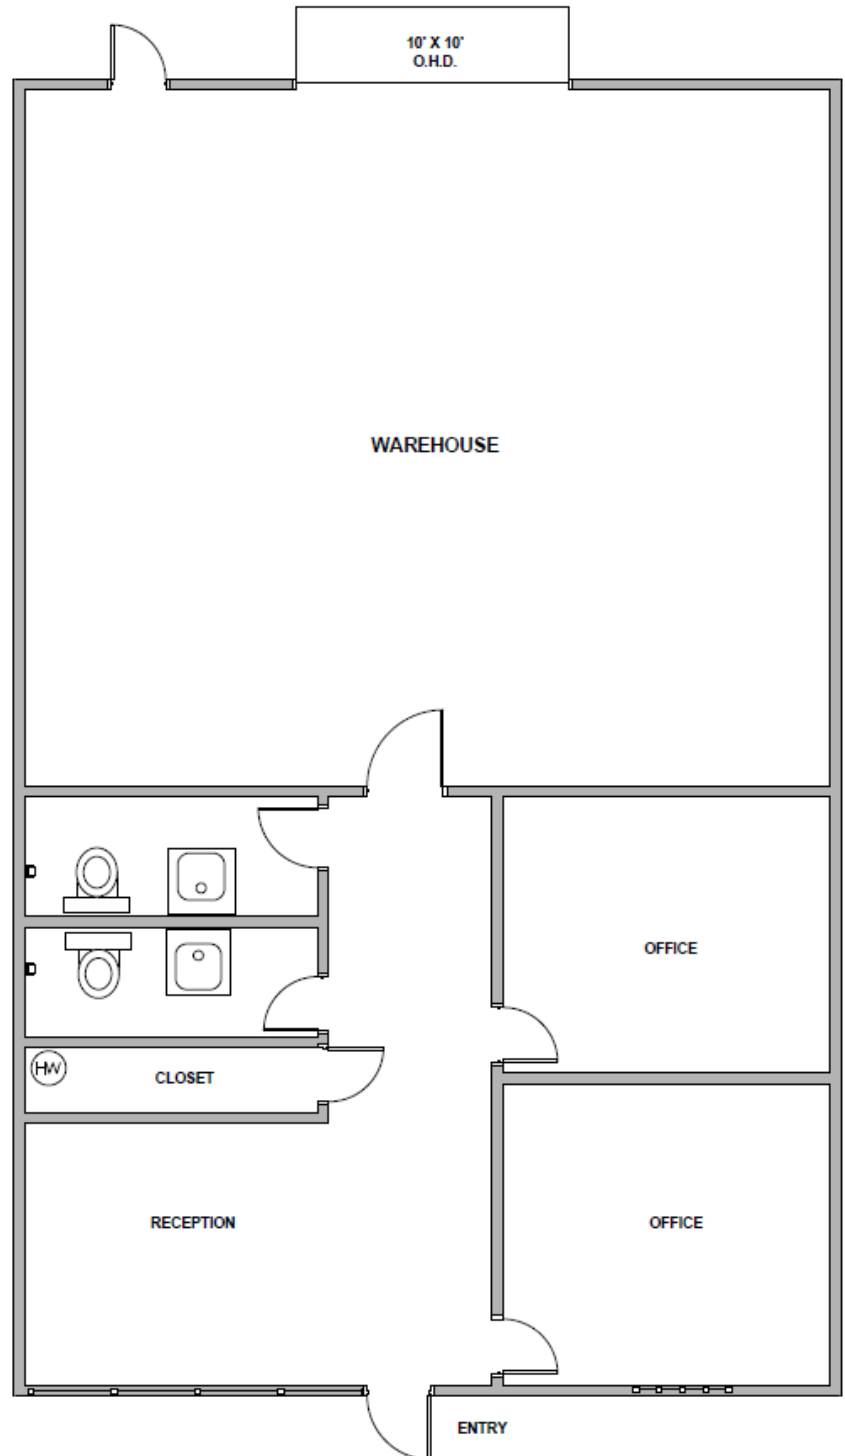 10' X 10'
O.H.D.
WAREHOUSE
OFFICE
HW
CLOSET
RECEPTION
OFFICE
ENTRY